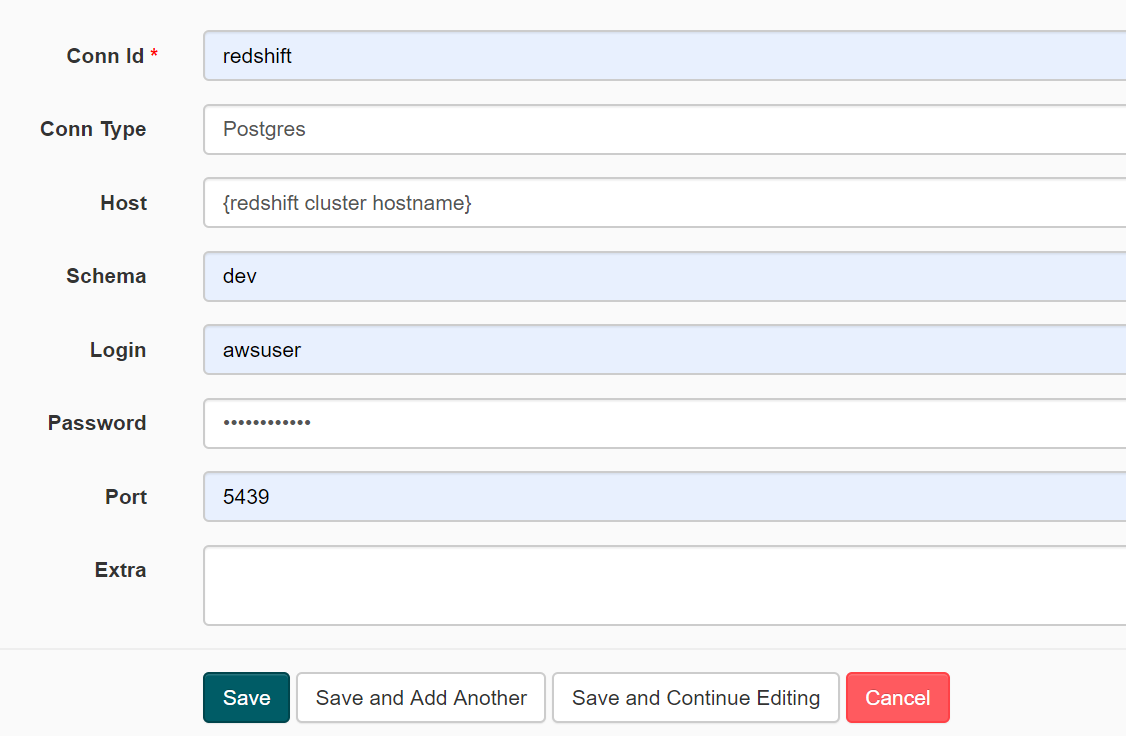 Conn Id * redshift
Conn Type Postgres
Host {redshift cluster hostname}
Schema dev
Login awsuser
Password ••••••••••••
Port 5439
Extra
Save Save and Add Another Save and Continue Editing Cancel